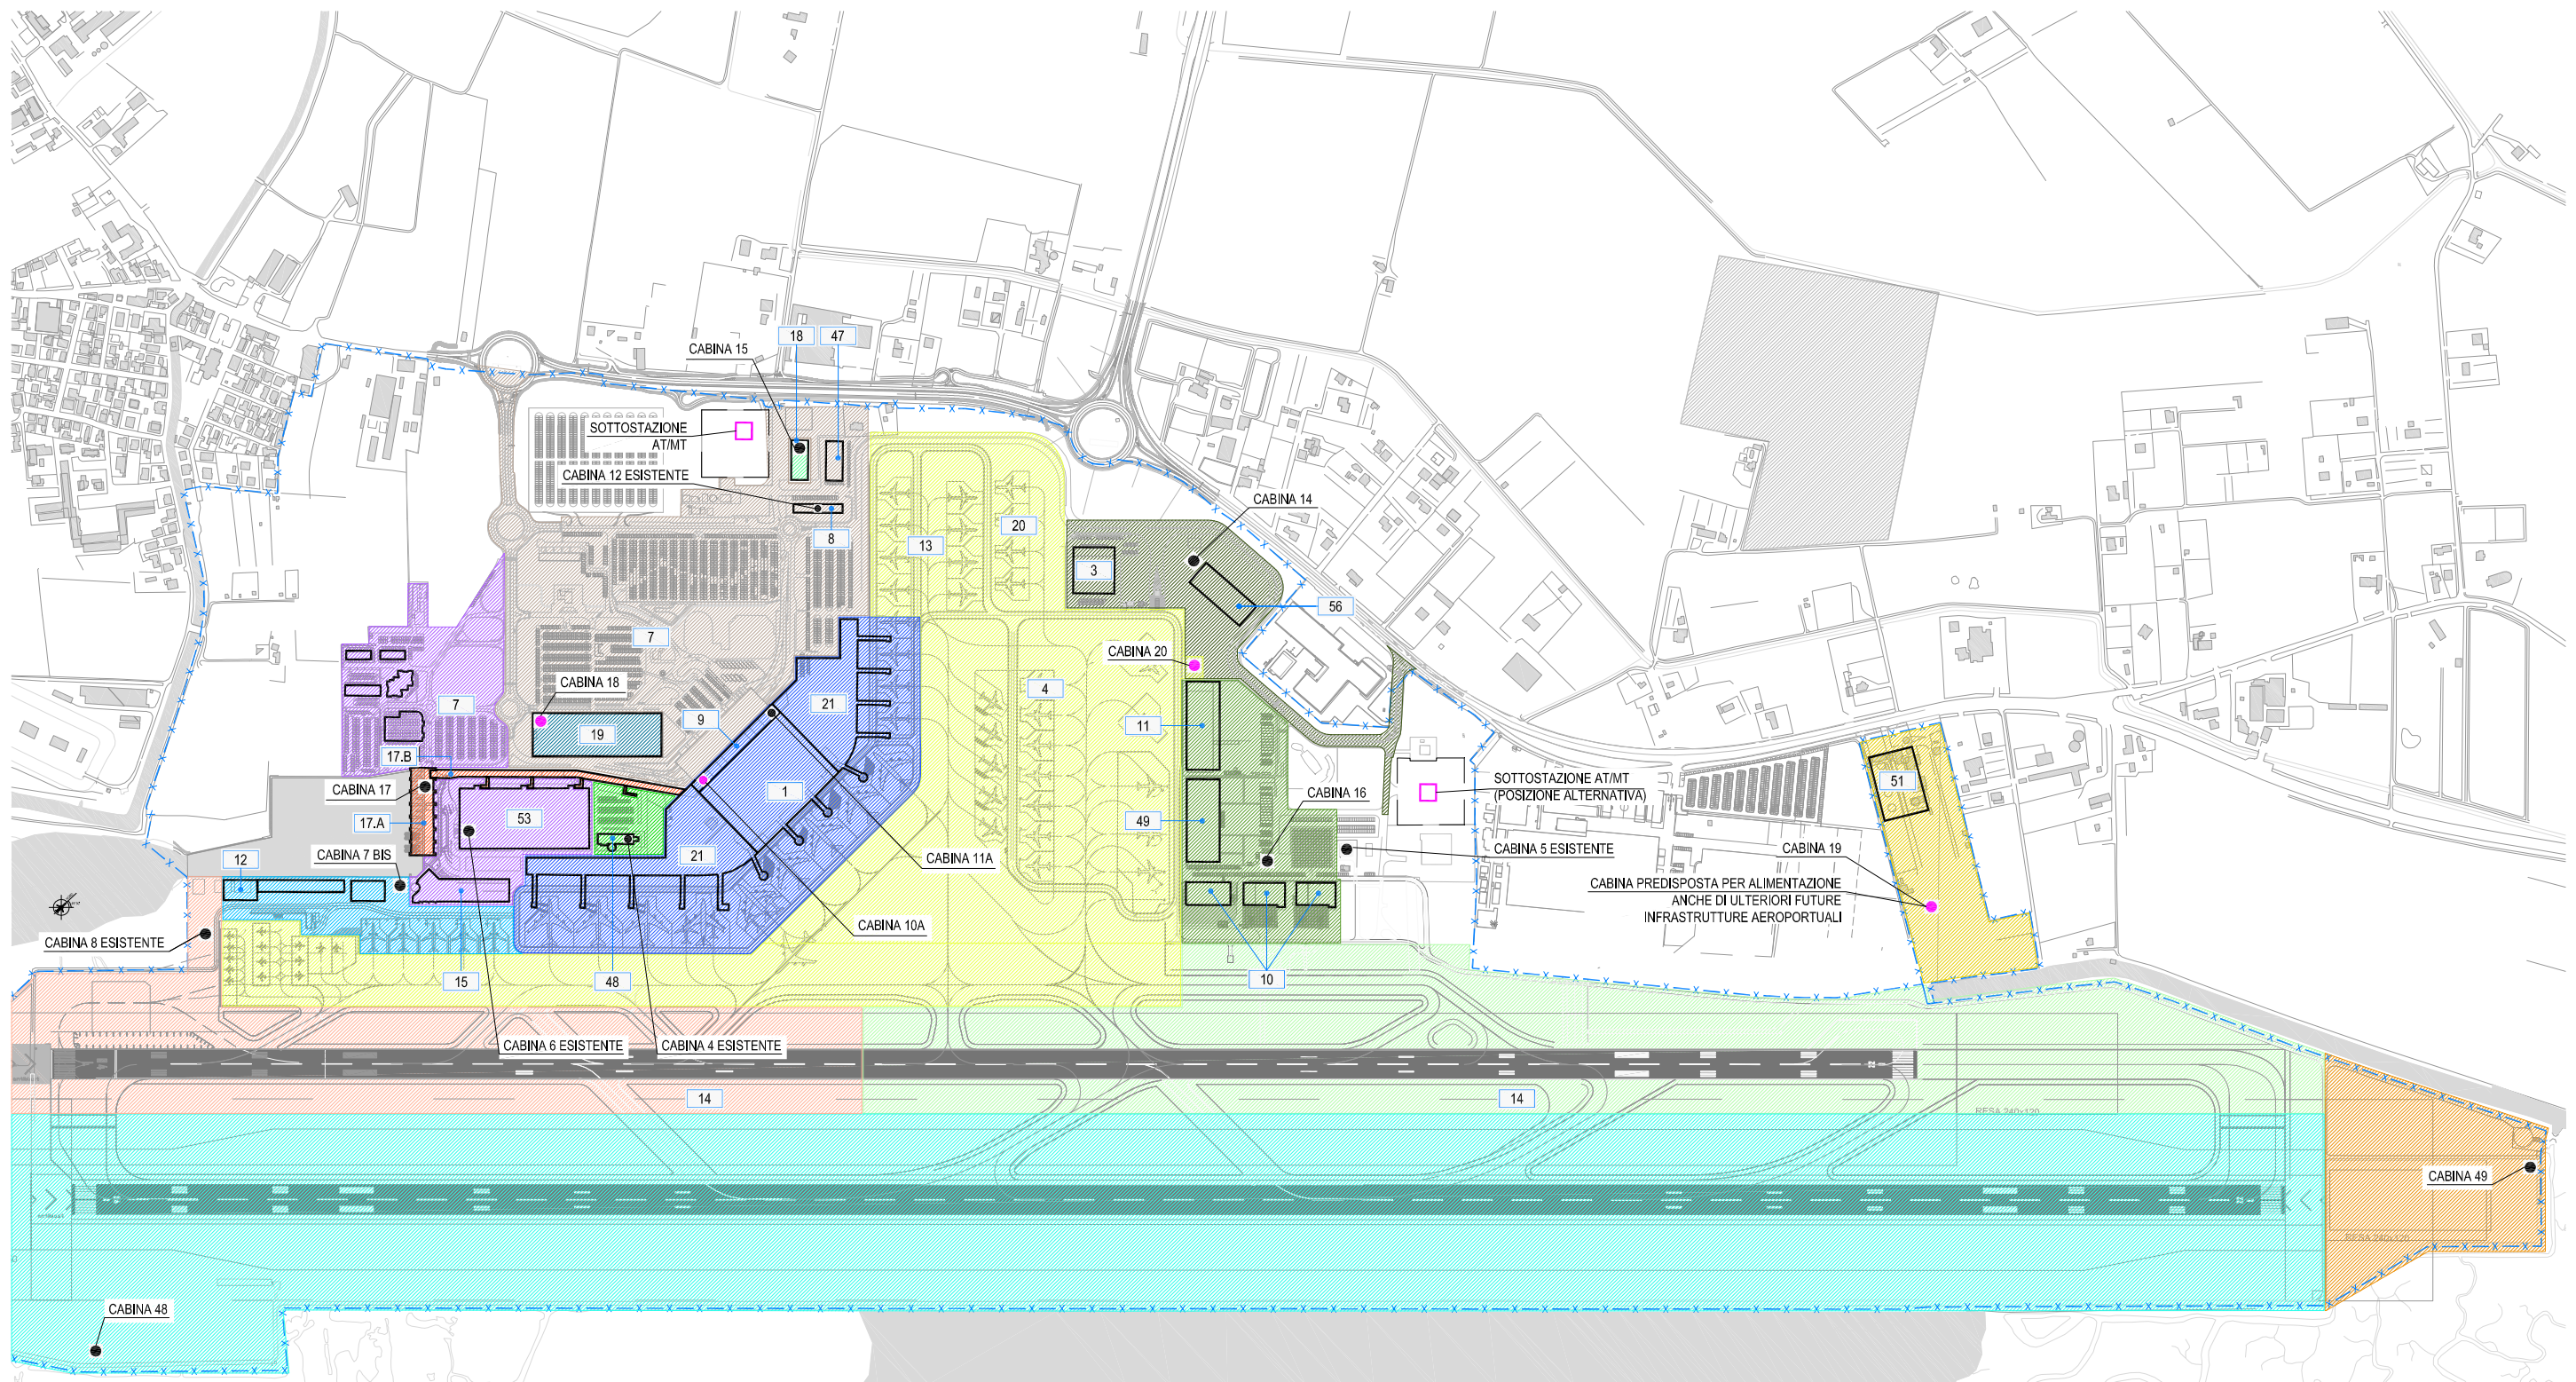 18
47
CABINA 15
SOTTOSTAZIONE
AT/MT
CABINA 12 ESISTENTE
8
13
20
CABINA 14
3
56
7
CABINA 20
4
21
CABINA 18
7
9
11
19
17.B
51
SOTTOSTAZIONE AT/MT
(POSIZIONE ALTERNATIVA)
CABINA 17
1
CABINA 16
17.A
53
49
CABINA 7 BIS
12
21
CABINA 11A
CABINA 5 ESISTENTE
CABINA 19
CABINA PREDISPOSTA PER ALIMENTAZIONE
ANCHE DI ULTERIORI FUTURE
INFRASTRUTTURE AEROPORTUALI
CABINA 10A
CABINA 8 ESISTENTE
15
48
10
CABINA 6 ESISTENTE
CABINA 4 ESISTENTE
14
14
RESA 240x120
CABINA 49
RESA 240x120
CABINA 48